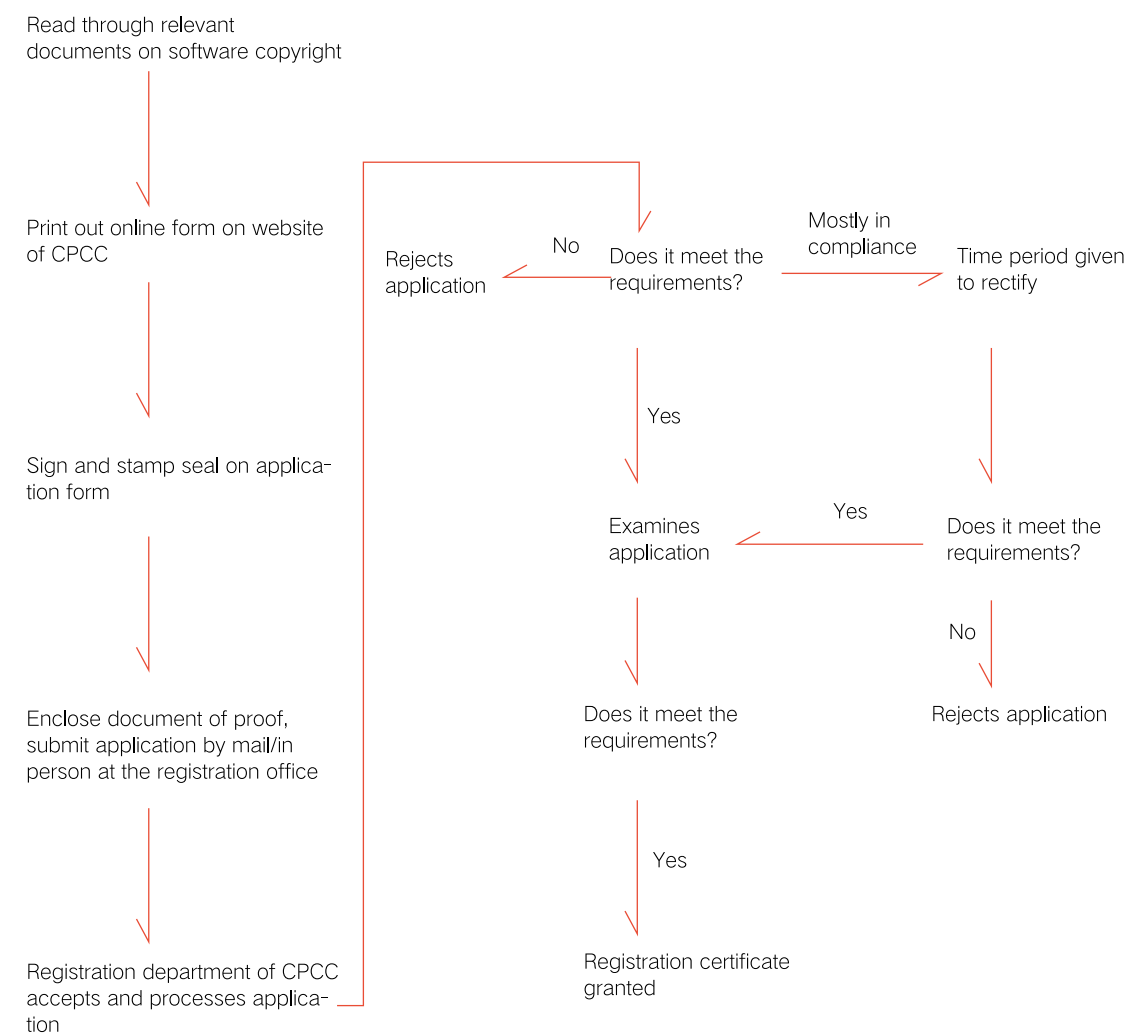 Read through relevant
documents on software copyright
Print out online form on website
of CPCC
Sign and stamp seal on applica-
tion form
Enclose document of proof,
submit application by mail/in
person at the registration office
Registration department of CPCC
accepts and processes applica-
tion
Rejects
application
No
Does it meet the
requirements?
Mostly in
compliance
Time period given
to rectify
Yes
Examines
application
Yes
Does it meet the
requirements?
No
Rejects application
Does it meet the
requirements?
Yes
Registration certificate
granted